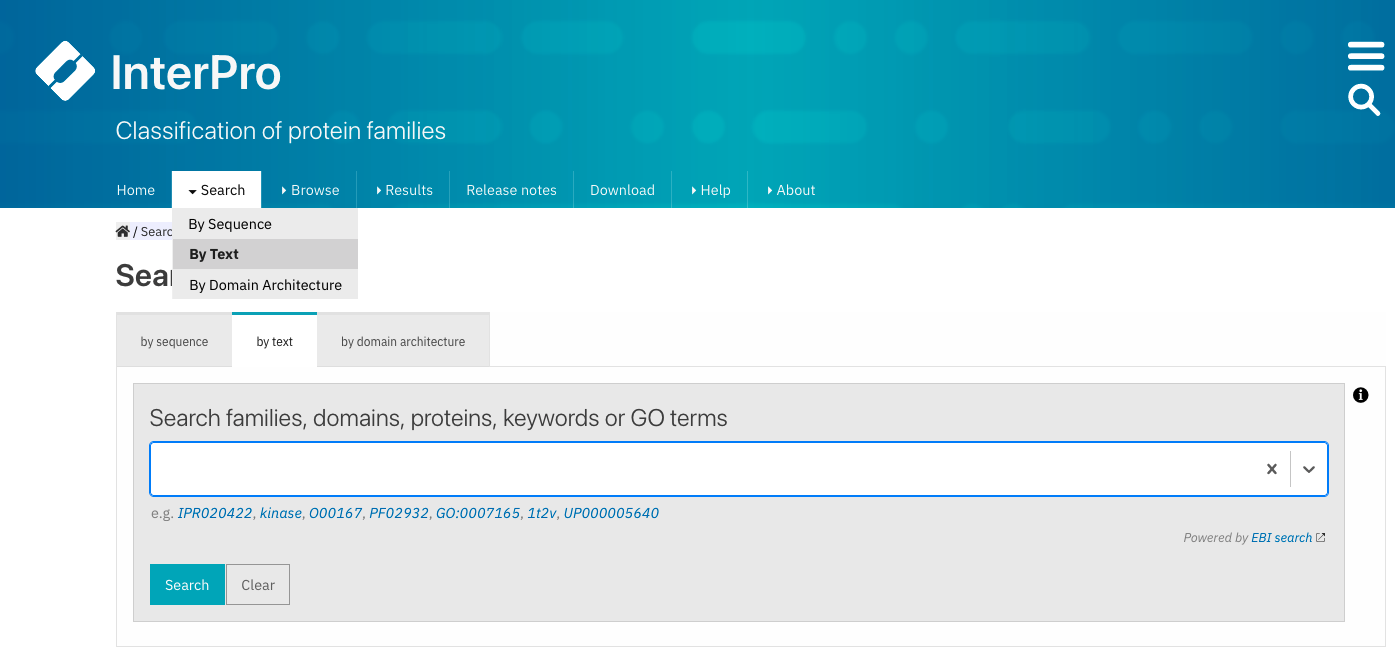 InterPro
Classification of protein families
Home Search Browse Results Release notes Download Help About
By Sequence
/ Searc
By Text
Sea
By Domain Architecture
by sequence by text by domain architecture
Search families, domains, proteins, keywords or GO terms
e.g. IPR020422, kinase, O00167, PF02932, GO:0007165, 1t2v, UP000005640
Powered by EBI search
Search Clear